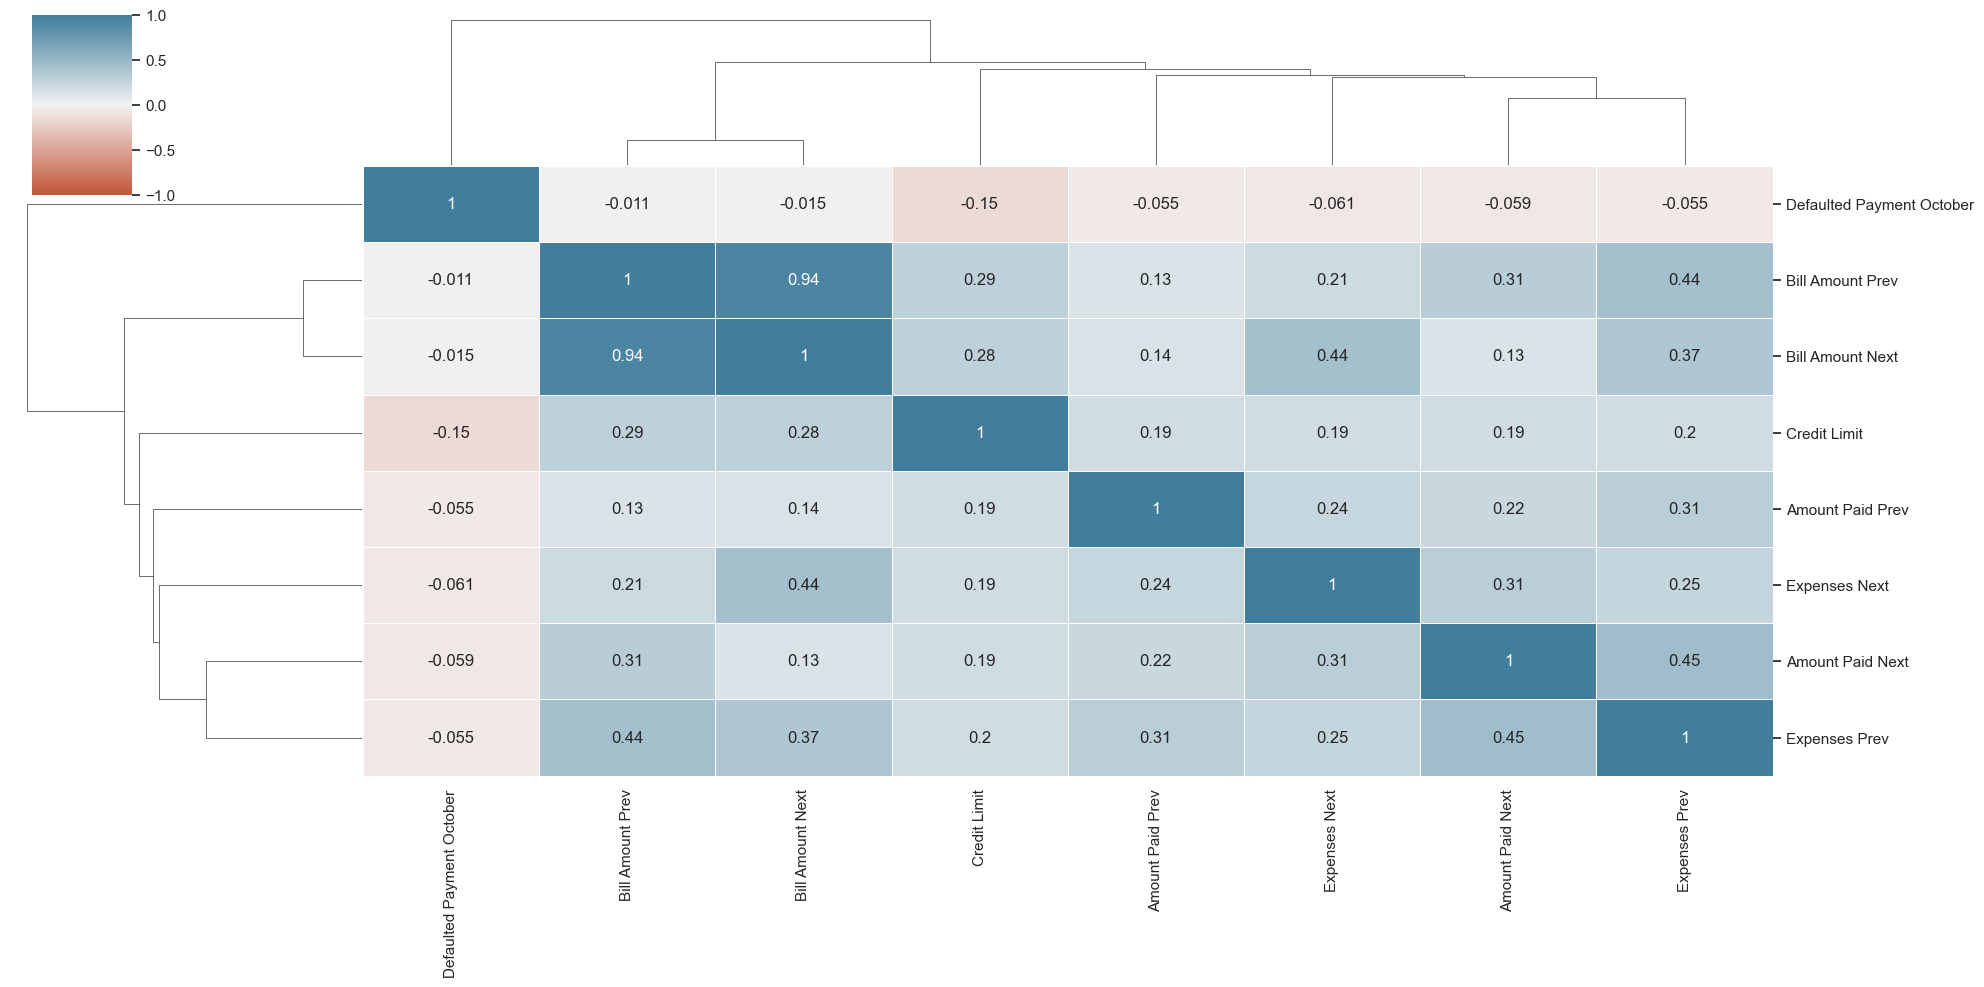 1.0
0.5
0.0
−0.5
−1.0
1 -0.011 -0.015 -0.15 -0.055 -0.061 -0.059 -0.055 Defaulted Payment October
-0.011 1 0.94 0.29 0.13 0.21 0.31 0.44 Bill Amount Prev
-0.015 0.94 1 0.28 0.14 0.44 0.13 0.37 Bill Amount Next
-0.15 0.29 0.28 1 0.19 0.19 0.19 0.2 Credit Limit
-0.055 0.13 0.14 0.19 1 0.24 0.22 0.31 Amount Paid Prev
-0.061 0.21 0.44 0.19 0.24 1 0.31 0.25 Expenses Next
-0.059 0.31 0.13 0.19 0.22 0.31 1 0.45 Amount Paid Next
-0.055 0.44 0.37 0.2 0.31 0.25 0.45 1 Expenses Prev
Defaulted Payment October
Bill Amount Prev
Bill Amount Next
Credit Limit
Amount Paid Prev
Expenses Next
Amount Paid Next
Expenses Prev